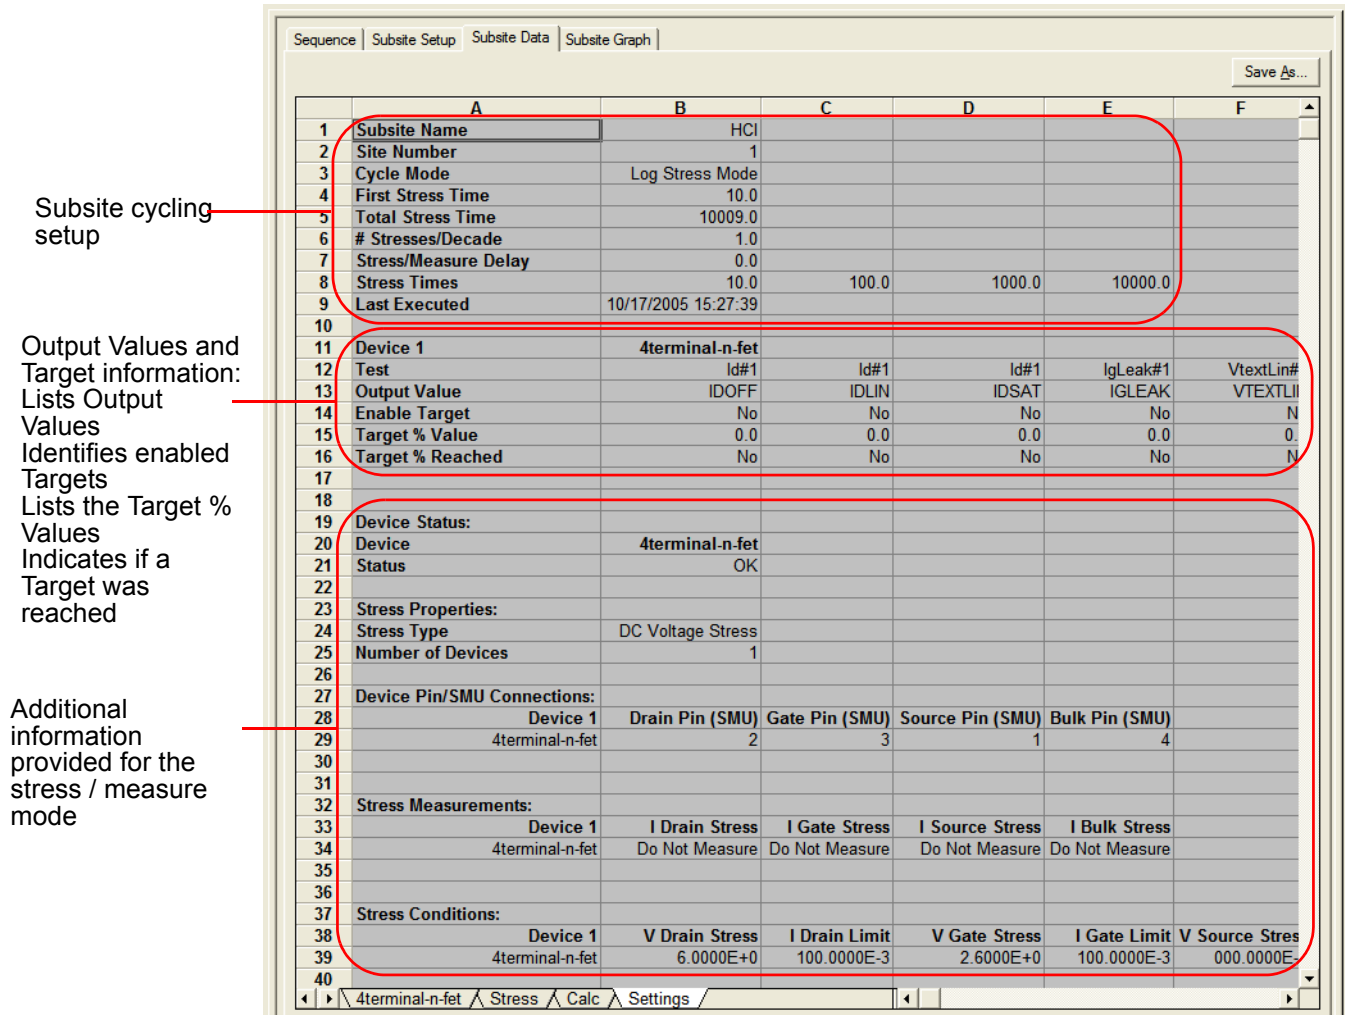 Sequence Subsite Setup Subsite Data Subsite Graph
Save As...
A B C D E F
1 Subsite Name HCI
2 Site Number 1
3 Cycle Mode Log Stress Mode
4 First Stress Time 10.0
5 Total Stress Time 10009.0
6 # Stresses/Decade 1.0
7 Stress/Measure Delay 0.0
8 Stress Times 10.0 100.0 1000.0 10000.0
9 Last Executed 10/17/2005 15:27:39
10
11 Device 1 4terminal-n-fet
12 Test Id#1 Id#1 Id#1 IgLeak#1 VtextLin#
13 Output Value IDOFF IDLIN IDSAT IGLEAK VTEXTLI
14 Enable Target No No No No N
15 Target % Value 0.0 0.0 0.0 0.0 0.
16 Target % Reached No No No No N
17
18
19 Device Status:
20 Device 4terminal-n-fet
21 Status OK
22
23 Stress Properties:
24 Stress Type DC Voltage Stress
25 Number of Devices 1
26
27 Device Pin/SMU Connections:
28 Device 1 Drain Pin (SMU) Gate Pin (SMU) Source Pin (SMU) Bulk Pin (SMU)
29 4terminal-n-fet 2 3 1 4
30
31
32 Stress Measurements:
33 Device 1 I Drain Stress I Gate Stress I Source Stress I Bulk Stress
34 4terminal-n-fet Do Not Measure Do Not Measure Do Not Measure Do Not Measure
35
36
37 Stress Conditions:
38 Device 1 V Drain Stress I Drain Limit V Gate Stress I Gate Limit V Source Stres
39 4terminal-n-fet 6.0000E+0 100.0000E-3 2.6000E+0 100.0000E-3 000.0000E-
40
4terminal-n-fet Stress Calc Settings
Subsite cycling
setup
Output Values and
Target information:
Lists Output
Values
Identifies enabled
Targets
Lists the Target %
Values
Indicates if a
Target was
reached
Additional
information
provided for the
stress / measure
mode